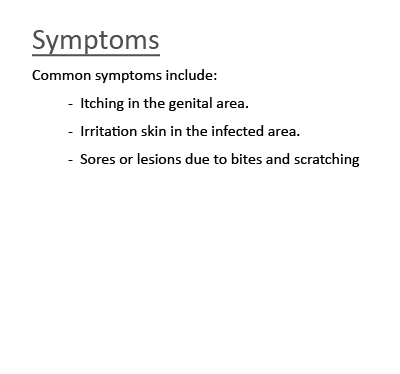 Symptoms
Common symptoms include:
- Itching in the genital area.
- Irritation skin in the infected area.
- Sores or lesions due to bites and scratching